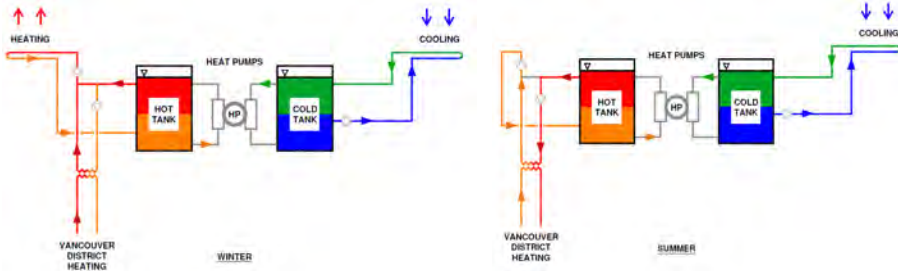 HEATING
COOLING
HEAT PUMPS
HOT
TANK
HP
COLD
TANK
VANCOUVER
DISTRICT
HEATING
WINTER
COOLING
HEAT PUMPS
HOT
TANK
HP
COLD
TANK
VANCOUVER
DISTRICT
HEATING
SUMMER